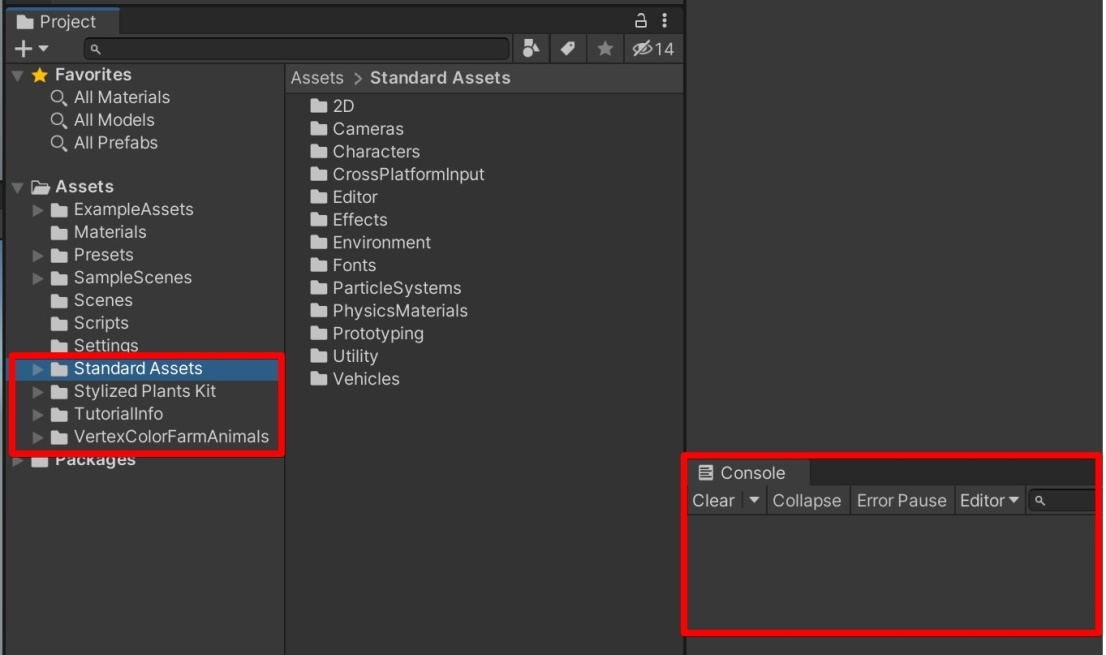 Project
14
Favorites
All Materials
All Models
All Prefabs
Assets
ExampleAssets
Materials
Presets
SampleScenes
Scenes
Scripts
Settings
Standard Assets
Stylized Plants Kit
TutorialInfo
VertexColorFarmAnimals
Packages
Assets > Standard Assets
2D
Cameras
Characters
CrossPlatformInput
Editor
Effects
Environment
Fonts
ParticleSystems
PhysicsMaterials
Prototyping
Utility
Vehicles
Console
Clear Collapse Error Pause Editor